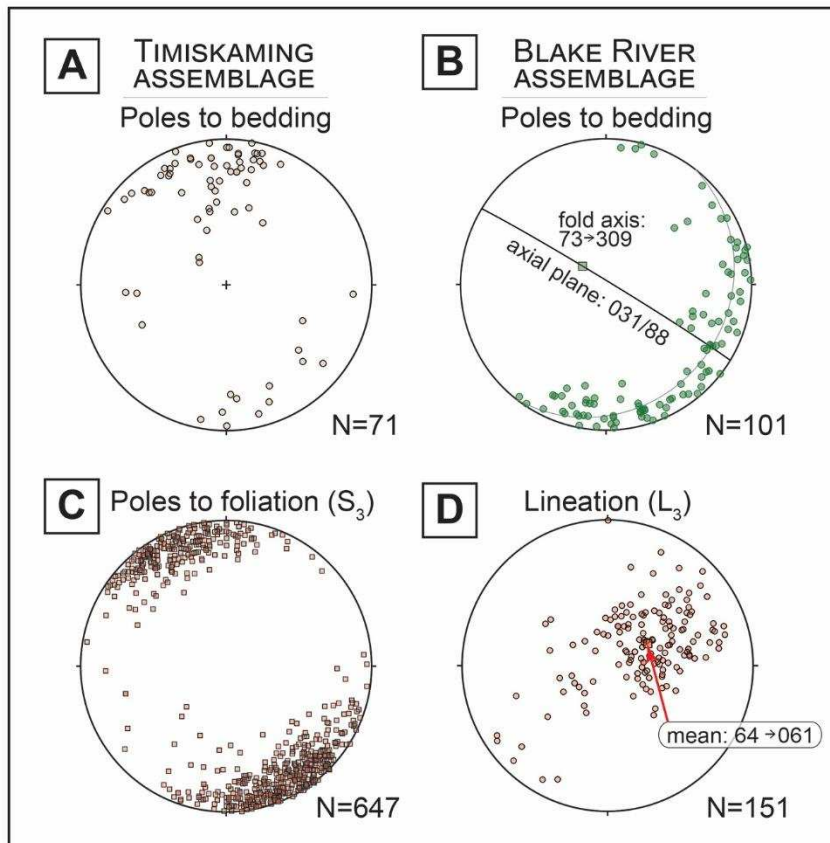 A
TIMISKAMING
ASSEMBLAGE
Poles to bedding
N=71
B
BLAKE RIVER
ASSEMBLAGE
Poles to bedding
fold axis:
73→309
axial plane: 031/88
N=101
C
Poles to foliation (S₃)
N=647
D
Lineation (L₃)
mean: 64→061
N=151